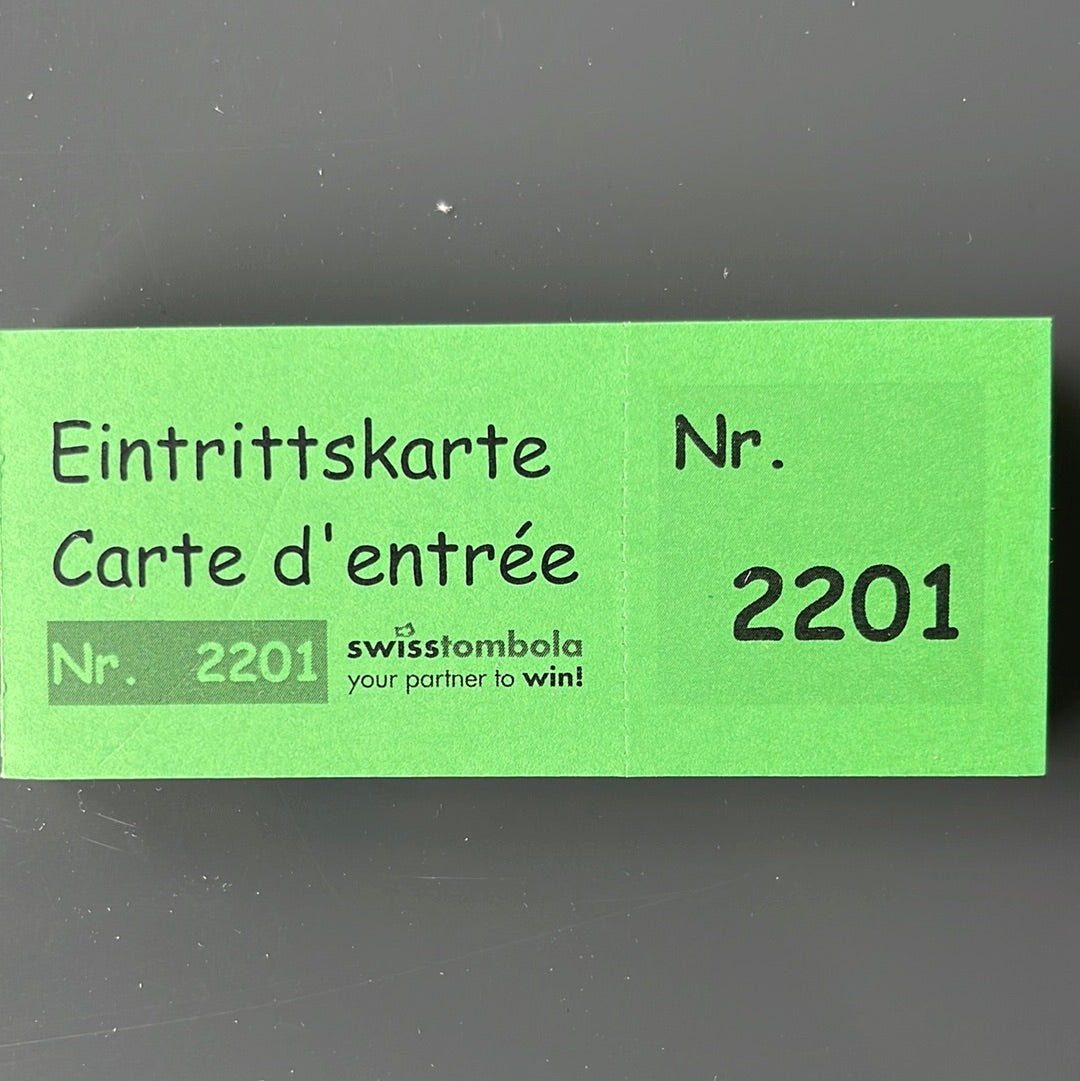 Eintrittskarte
Carte d'entrée
Nr. 2201
swisstombola
your partner to win!
Nr.
2201